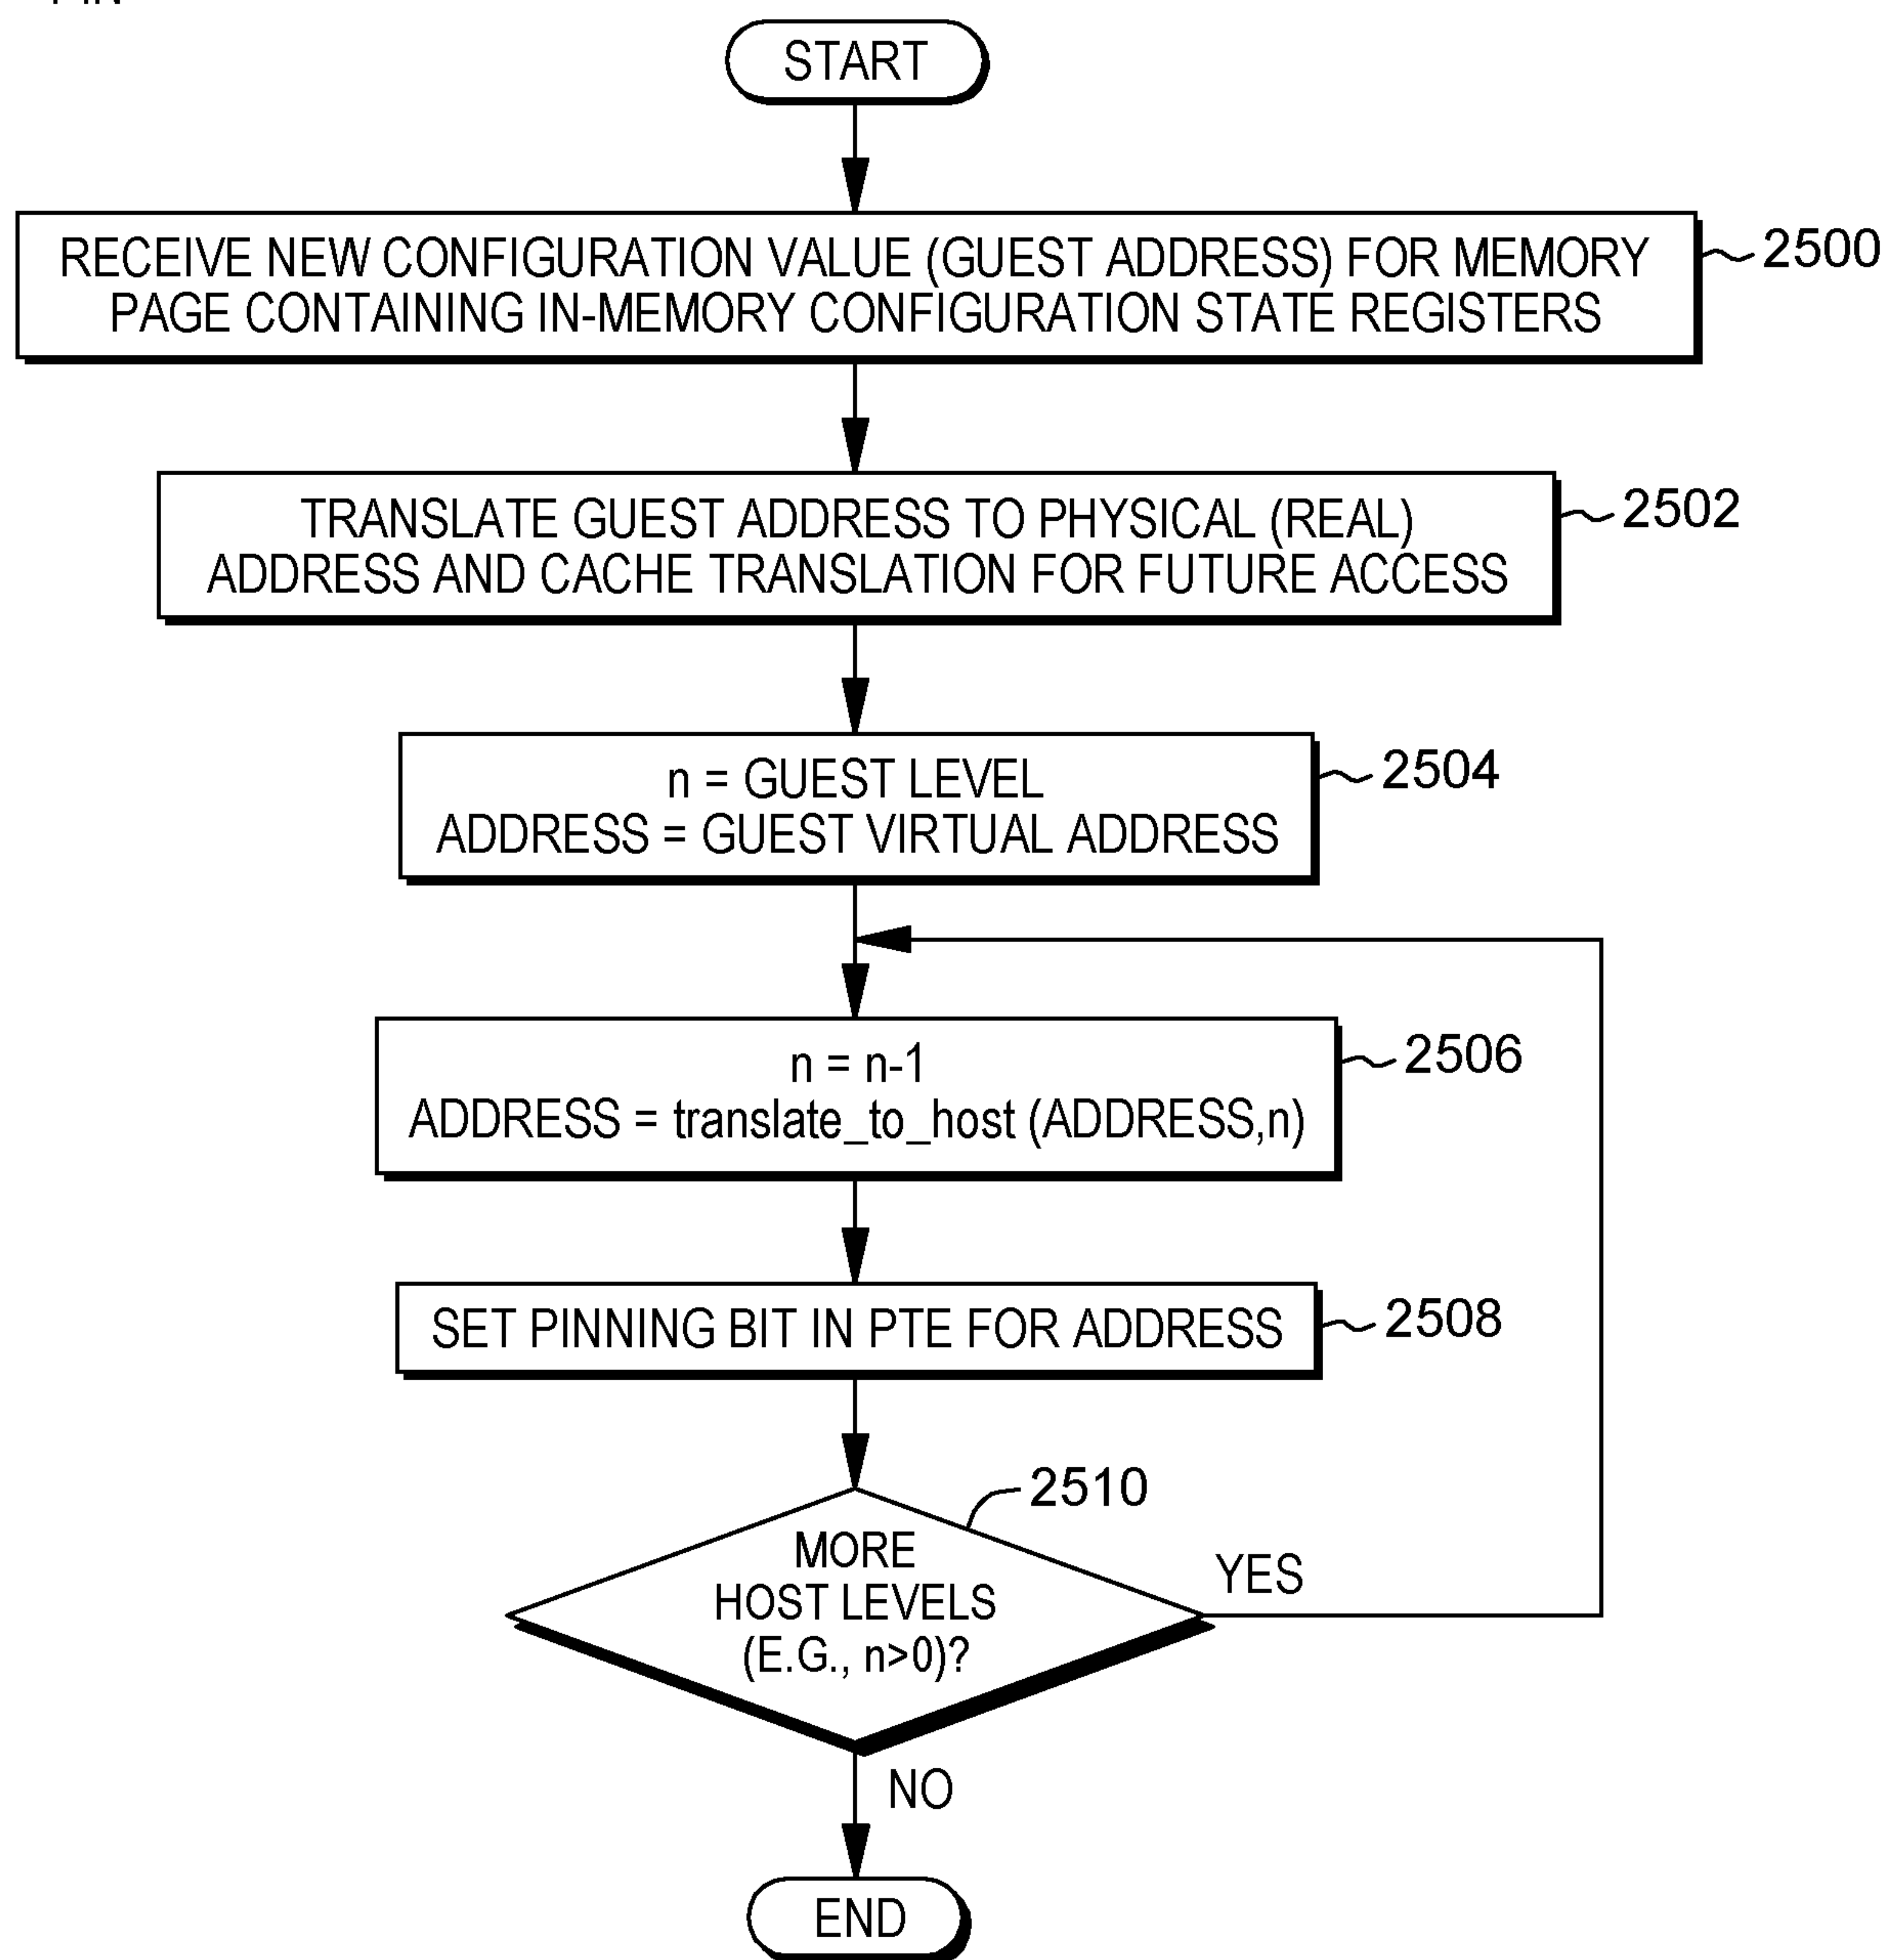 PIN
START
RECEIVE NEW CONFIGURATION VALUE (GUEST ADDRESS) FOR MEMORY
PAGE CONTAINING IN-MEMORY CONFIGURATION STATE REGISTERS
2500
TRANSLATE GUEST ADDRESS TO PHYSICAL (REAL)
ADDRESS AND CACHE TRANSLATION FOR FUTURE ACCESS
2502
n = GUEST LEVEL
ADDRESS = GUEST VIRTUAL ADDRESS
2504
n = n-1
ADDRESS = translate_to_host (ADDRESS,n)
2506
SET PINNING BIT IN PTE FOR ADDRESS
2508
2510
MORE
HOST LEVELS
(E.G., n>0)?
YES
NO
END